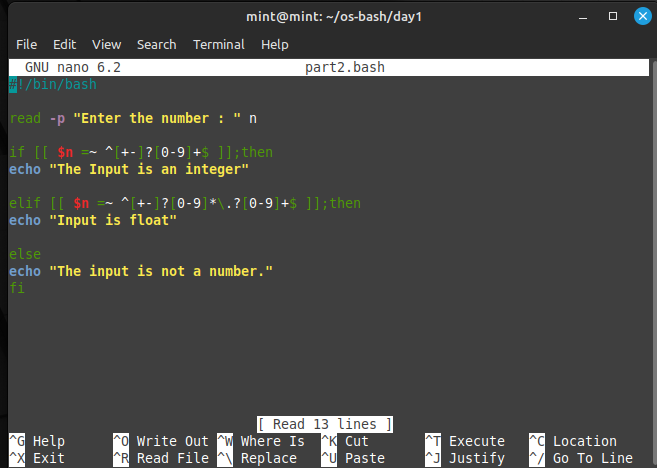 mint@mint: ~/os-bash/day1
File Edit View Search Terminal Help
GNU nano 6.2 part2.bash
#!/bin/bash
read -p "Enter the number : " n
if [[ $n =~ ^[+-]?[0-9]+$ ]];then
echo "The Input is an integer"
elif [[ $n =~ ^[+-]?[0-9]*\.?[0-9]+$ ]];then
echo "Input is float"
else
echo "The input is not a number."
fi
[ Read 13 lines ]
^G Help ^O Write Out ^W Where Is ^K Cut ^T Execute ^C Location
^X Exit ^R Read File ^\ Replace ^U Paste ^J Justify ^/ Go To Line